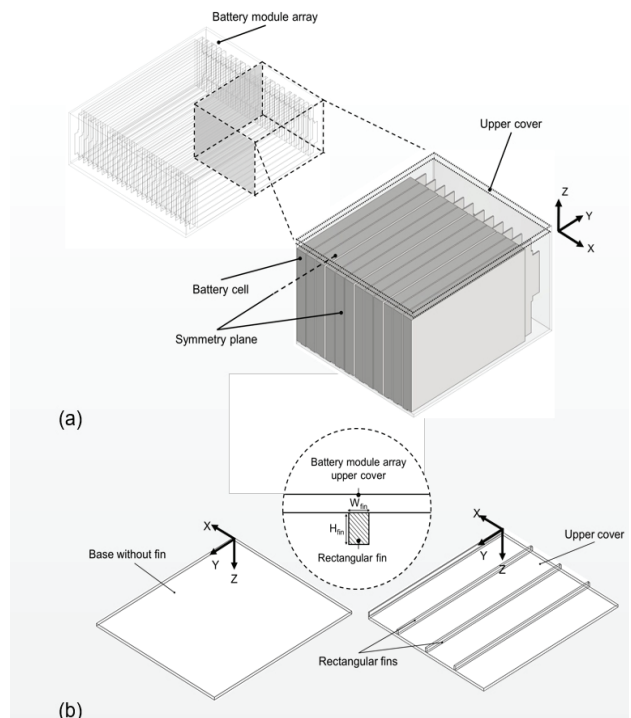 Battery module array
Upper cover
Z
Y
X
Battery cell
Symmetry plane
(a)
Battery module array
upper cover
W_fin
H_fin
Rectangular fin
X
Y
Z
Base without fin
X
Y
Z
Upper cover
Rectangular fins
(b)